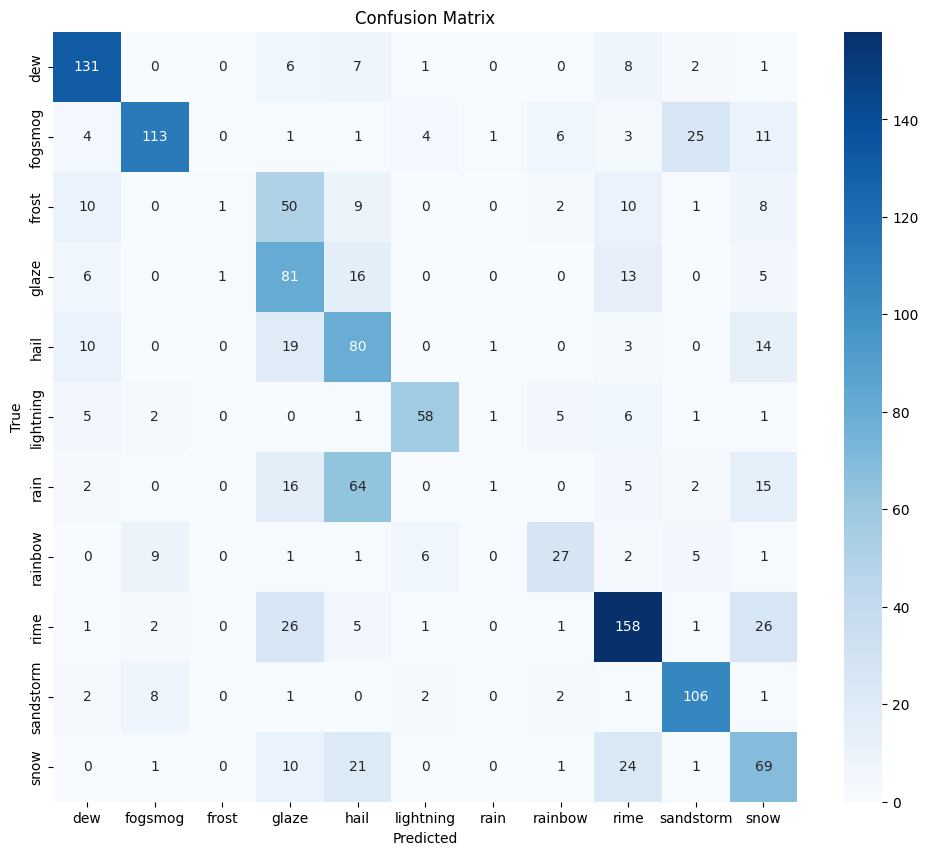 Confusion Matrix
dew 131 0 0 6 7 1 0 0 8 2 1
fogsmog 4 113 0 1 1 4 1 6 3 25 11
frost 10 0 1 50 9 0 0 2 10 1 8
glaze 6 0 1 81 16 0 0 0 13 0 5
hail 10 0 0 19 80 0 1 3 0 14
lightning 5 2 0 0 1 58 1 5 6 1 1
rain 2 0 0 16 64 0 1 0 5 2 15
rainbow 0 9 0 1 1 6 0 27 2 5 1
rime 1 2 0 26 5 1 0 1 158 1 26
sandstorm 2 8 0 1 0 2 0 2 1 106 1
snow 0 1 0 10 21 0 0 1 24 1 69
True
dew fogsmog frost glaze hail lightning rain rainbow rime sandstorm snow
Predicted
140
120
100
80
60
40
20
0